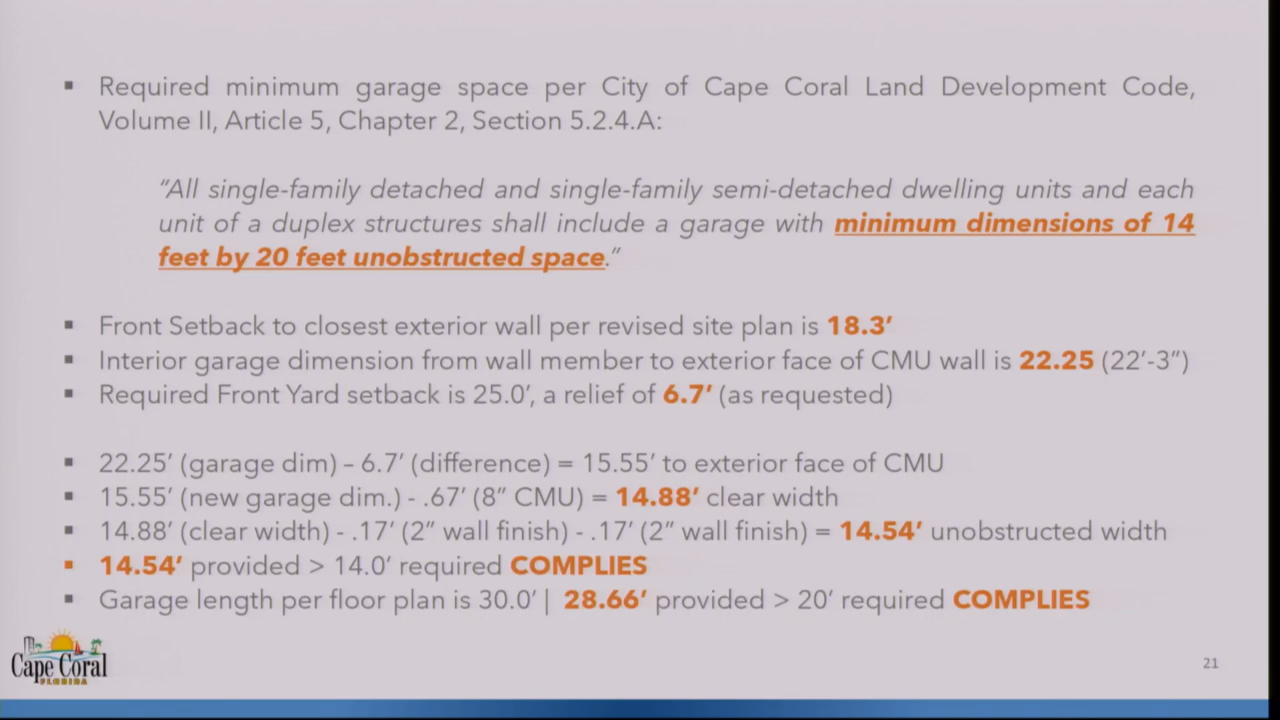 ▪ Required minimum garage space per City of Cape Coral Land Development Code,
Volume II, Article 5, Chapter 2, Section 5.2.4.A:
“All single-family detached and single-family semi-detached dwelling units and each
unit of a duplex structures shall include a garage with minimum dimensions of 14
feet by 20 feet unobstructed space.”
▪ Front Setback to closest exterior wall per revised site plan is 18.3’
▪ Interior garage dimension from wall member to exterior face of CMU wall is 22.25 (22’-3”)
▪ Required Front Yard setback is 25.0’, a relief of 6.7’ (as requested)
▪ 22.25’ (garage dim) – 6.7’ (difference) = 15.55’ to exterior face of CMU
▪ 15.55’ (new garage dim.) - .67’ (8” CMU) = 14.88’ clear width
▪ 14.88’ (clear width) - .17’ (2” wall finish) - .17’ (2” wall finish) = 14.54’ unobstructed width
▪ 14.54’ provided > 14.0’ required COMPLIES
▪ Garage length per floor plan is 30.0’ | 28.66’ provided > 20’ required COMPLIES
Cape Coral
FLORIDA
21